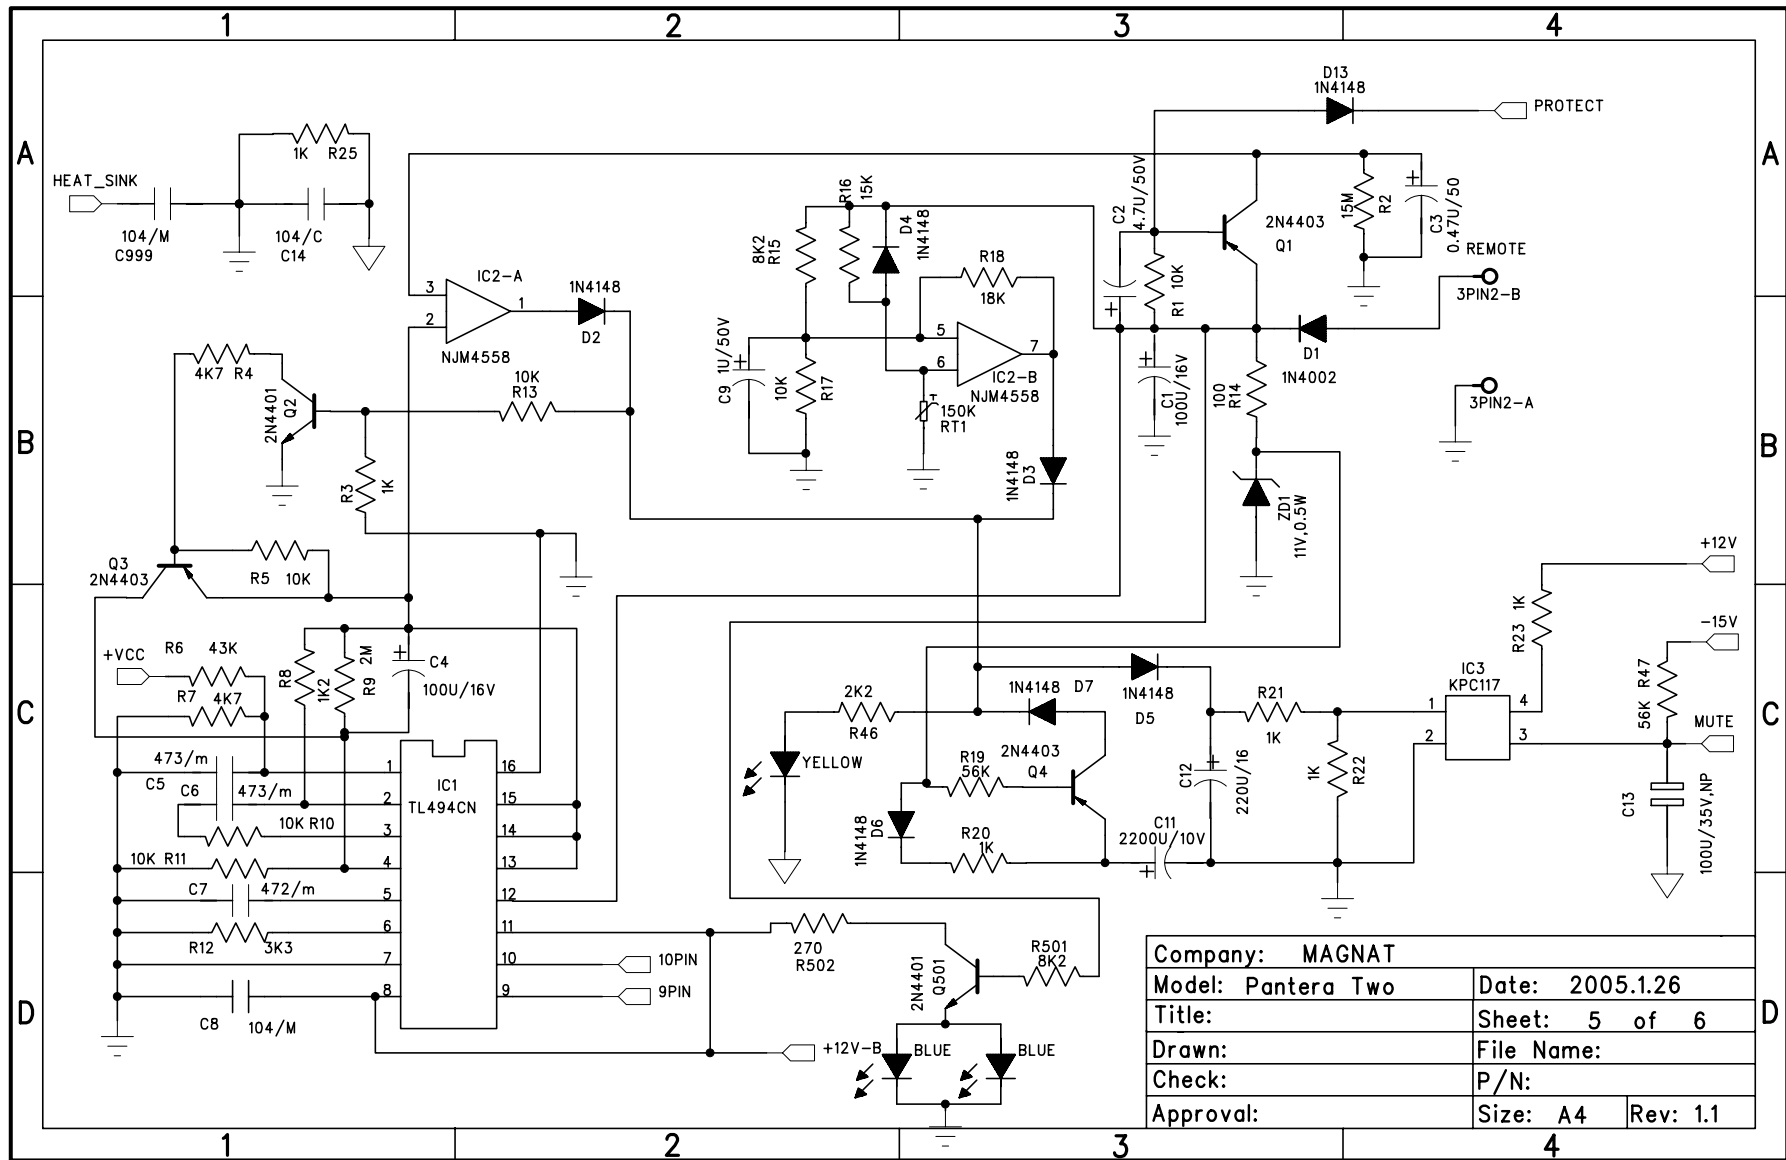 1 2 3 4
A A
B B
C C
D D
1 2 3 4
D13
1N4148
PROTECT
1K R25
HEAT_SINK
104/M
C999
104/C
C14
C2
4.7U/50V
R16
15K
D4
1N4148
8K2
R15
R18
18K
R1 10K
2N4403
Q1
15M
R2
C3
0.47U/50
REMOTE
3PIN2-B
3PIN2-A
IC2-A
3
2
1
NJM4558
1N4148
D2
10K
R13
4K7 R4
2N4401
Q2
R3
1K
C9 1U/50V
10K
R17
5
6
7
IC2-B
NJM4558
150K
RT1
+
C1
100U/16V
100
R14
D1
1N4002
1N4148
D3
ZD1
11V,0.5W
Q3
2N4403
R5 10K
+VCC
R6 43K
R7
4K7
R8
1K2
R9 2M
C4
100U/16V
473/m
C5
C6
473/m
10K R10
10K R11
C7 472/m
R12 3K3
C8 104/M
IC1
TL494CN
1 16
2 15
3 14
4 13
5 12
6 11
7 10
8 9
10PIN
9PIN
+12V-B
2K2
R46
YELLOW
1N4148 D7
1N4148
D5
2N4403
Q4
R19
56K
1N4148
D6
R20
1K
C11
2200U/10V
C12
220U/16
R21
1K
1K
R22
IC3
KPC117
1
2
4
3
R23 1K
+12V
-15V
56K R47
MUTE
C13
100U/35V,NP
270
R502
2N4401
Q501
R501
8K2
BLUE
BLUE
Company: MAGNAT
Model: Pantera Two
Date: 2005.1.26
Title:
Sheet: 5 of 6
Drawn:
File Name:
Check:
P/N:
Approval:
Size: A4
Rev: 1.1